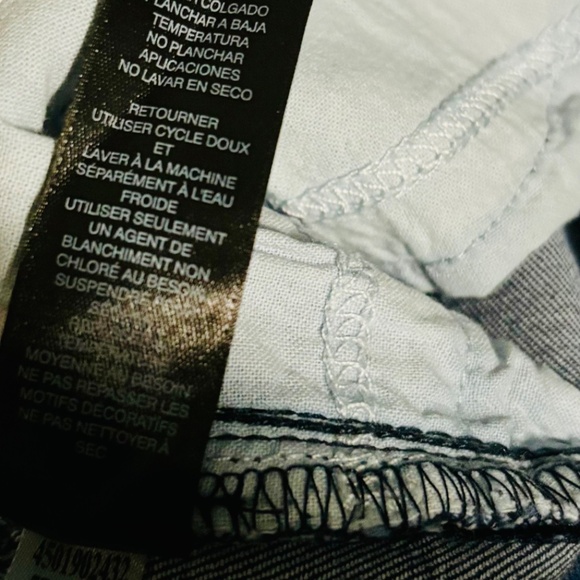 COLGADO
PLANCHAR A BAJA
TEMPERATURA
NO PLANCHAR
APLICACIONES
NO LAVAR EN SECO
RETOURNER
UTILISER CYCLE DOUX
ET
LAVER À LA MACHINE
SÉPARÉMENT À L'EAU
FROIDE
UTILISER SEULEMENT
UN AGENT DE
BLANCHIMENT NON
CHLORÉ AU BESOIN
SUSPENDRE
MOYENNE AU BESOIN
NE PAS REPASSER LES
MOTIFS DÉCORATIFS
NE PAS NETTOYER À
SEC
4501902432